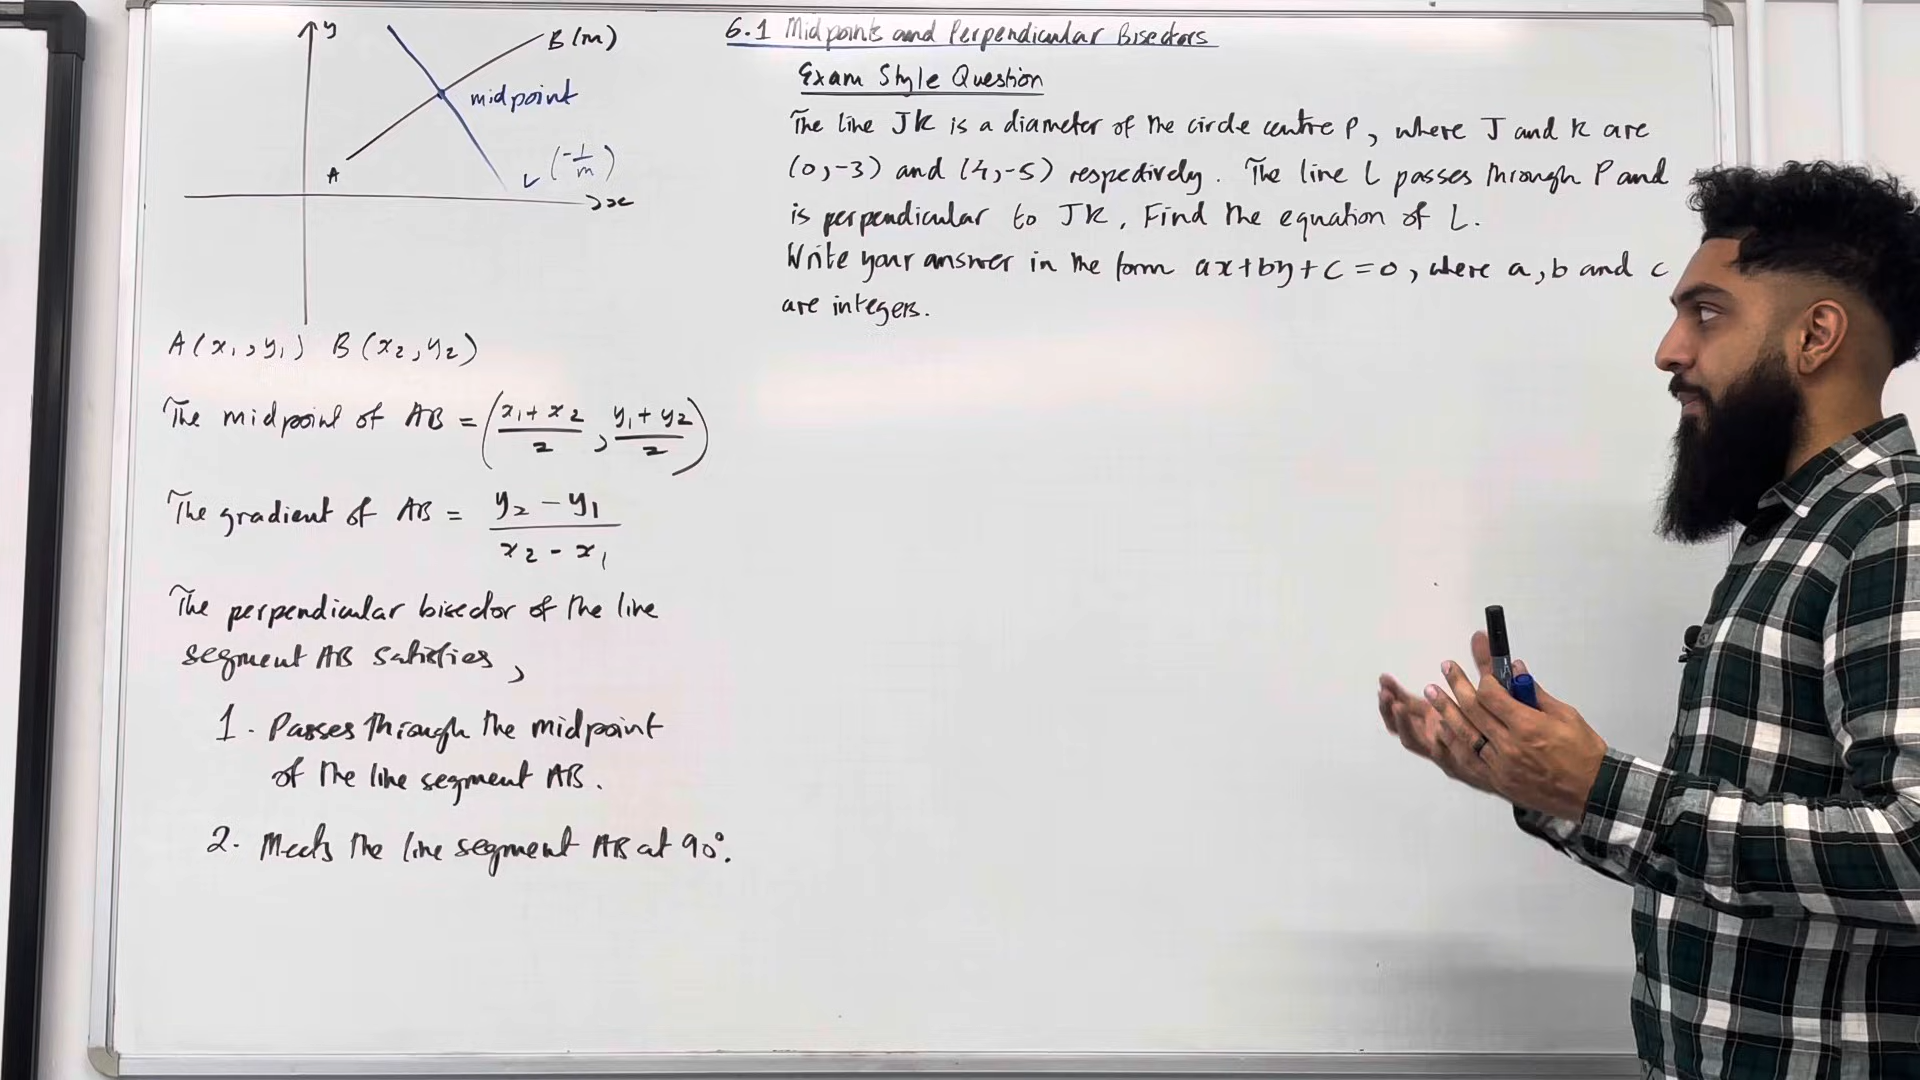 y
B (m)
midpoint
A
L (-1/m)
x
A (x₁, y₁) B (x₂, y₂)
The midpoint of AB = ((x₁ + x₂)/2, (y₁ + y₂)/2)
The gradient of AB = (y₂ - y₁)/(x₂ - x₁)
The perpendicular bisector of the line
segment AB satisfies,
1. Passes through the midpoint
of the line segment AB.
2. Meets the line segment AB at 90°.
6.1 Midpoints and Perpendicular Bisectors
Exam Style Question
The line JK is a diameter of the circle centre P, where J and K are
(0,-3) and (4,-5) respectively. The line L passes through P and
is perpendicular to JK. Find the equation of L.
Write your answer in the form ax+by+c=0, where a, b and c
are integers.